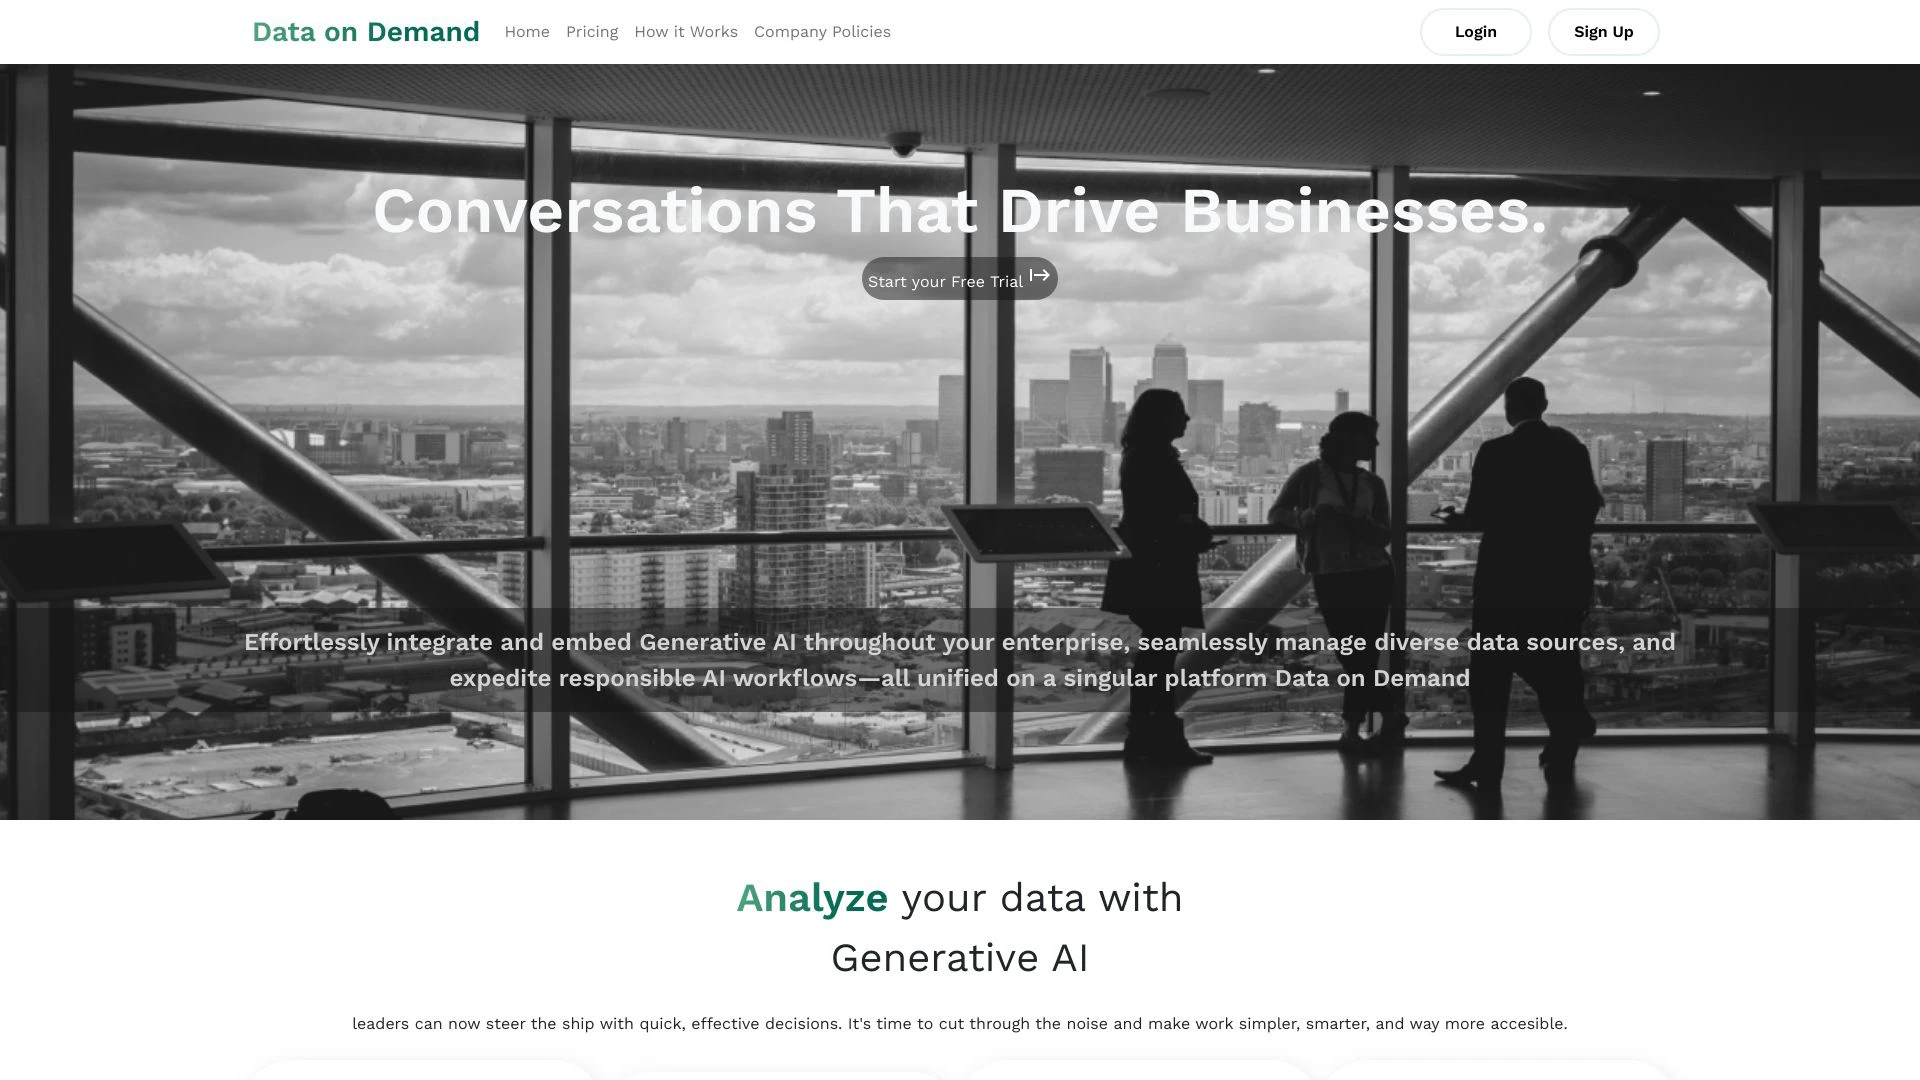 Data on Demand
Home
Pricing
How it Works
Company Policies
Login
Sign Up
Conversations That Drive Businesses.
Start your Free Trial
Effortlessly integrate and embed Generative AI throughout your enterprise, seamlessly manage diverse data sources, and
expedite responsible AI workflows—all unified on a singular platform Data on Demand
Analyze your data with
Generative AI
leaders can now steer the ship with quick, effective decisions. It's time to cut through the noise and make work simpler, smarter, and way more accesible.